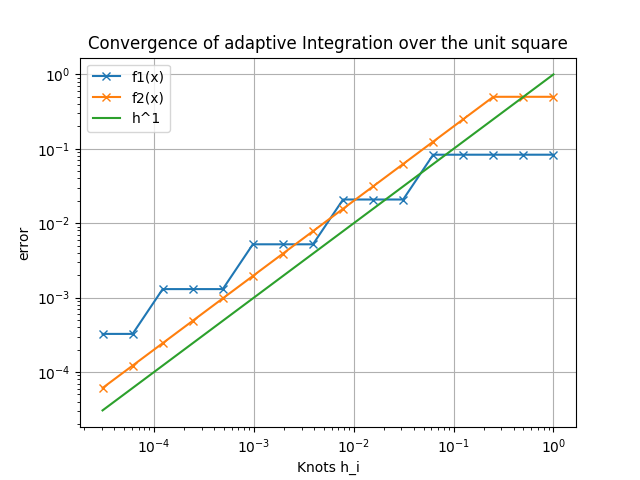 Convergence of adaptive Integration over the unit square
f1(x)
f2(x)
h^1
error
10^0
10^-1
10^-2
10^-3
10^-4
10^-4 10^-3 10^-2 10^-1 10^0
Knots h_i